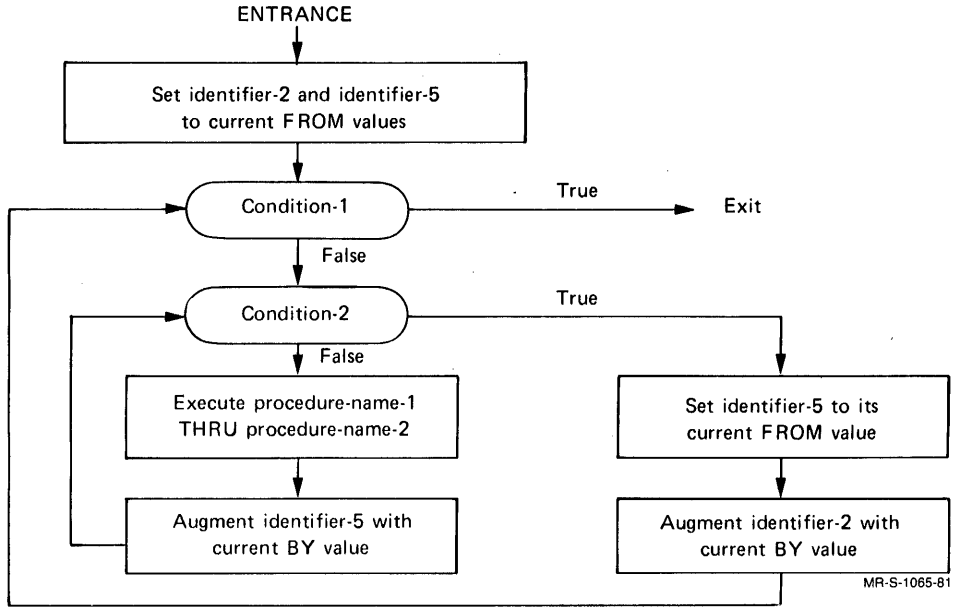 ENTRANCE
Set identifier-2 and identifier-5
to current FROM values
Condition-1
True
Exit
False
Condition-2
True
False
Execute procedure-name-1
THRU procedure-name-2
Set identifier-5 to its
current FROM value
Augment identifier-5 with
current BY value
Augment identifier-2 with
current BY value
MR-S-1065-81